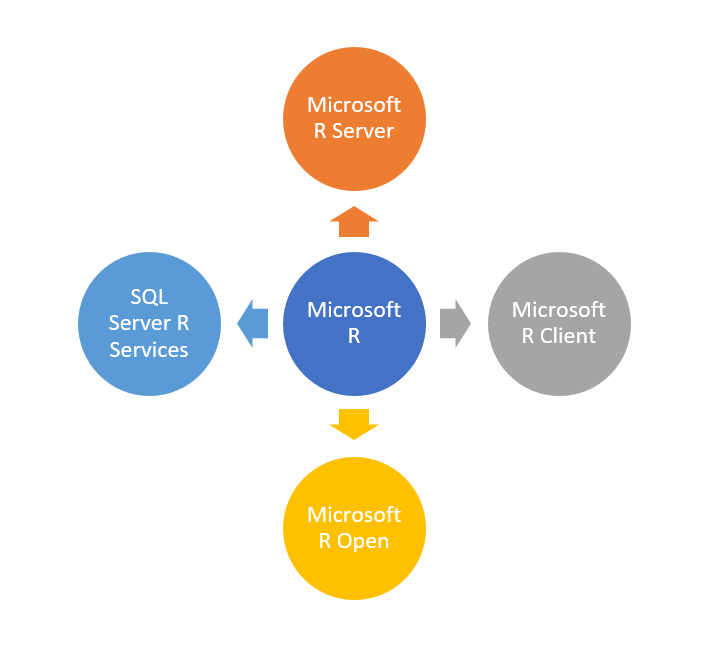 Microsoft
R Server
SQL
Server R
Services
Microsoft
R
Microsoft
R Client
Microsoft
R Open